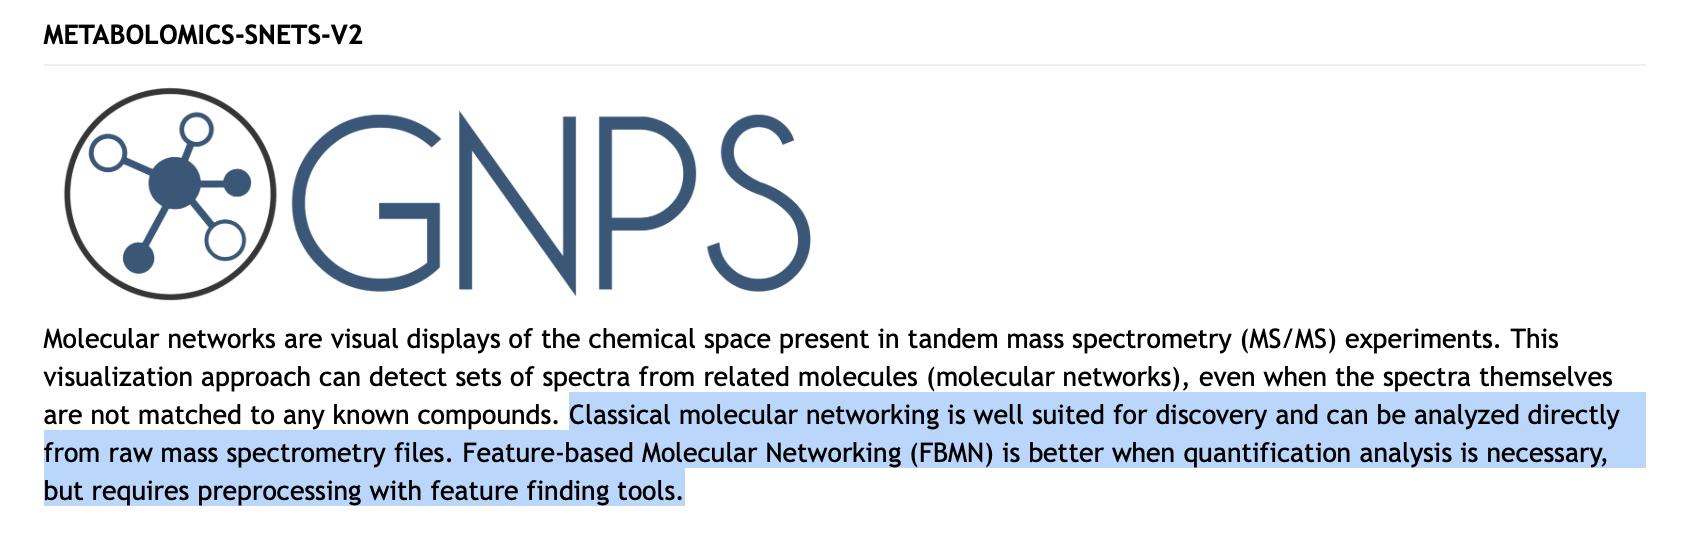 METABOLOMICS-SNETS-V2
GNPS
Molecular networks are visual displays of the chemical space present in tandem mass spectrometry (MS/MS) experiments. This
visualization approach can detect sets of spectra from related molecules (molecular networks), even when the spectra themselves
are not matched to any known compounds. Classical molecular networking is well suited for discovery and can be analyzed directly
from raw mass spectrometry files. Feature-based Molecular Networking (FBMN) is better when quantification analysis is necessary,
but requires preprocessing with feature finding tools.